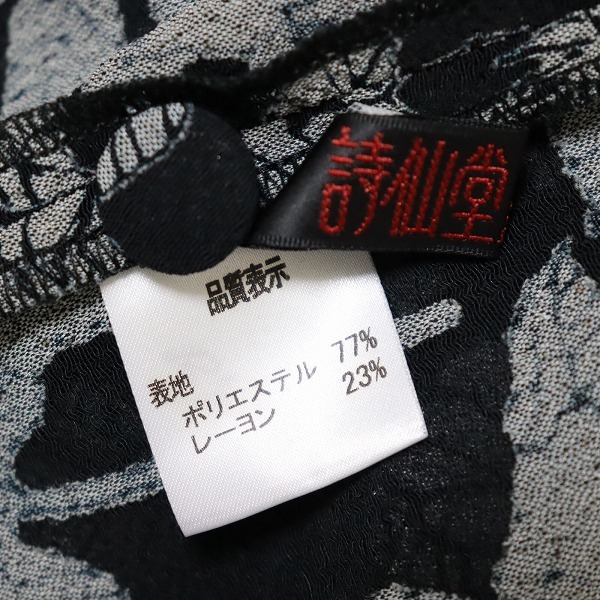 詩仙堂
品質表示
表地
ポリエステル 77%
レーヨン 23%